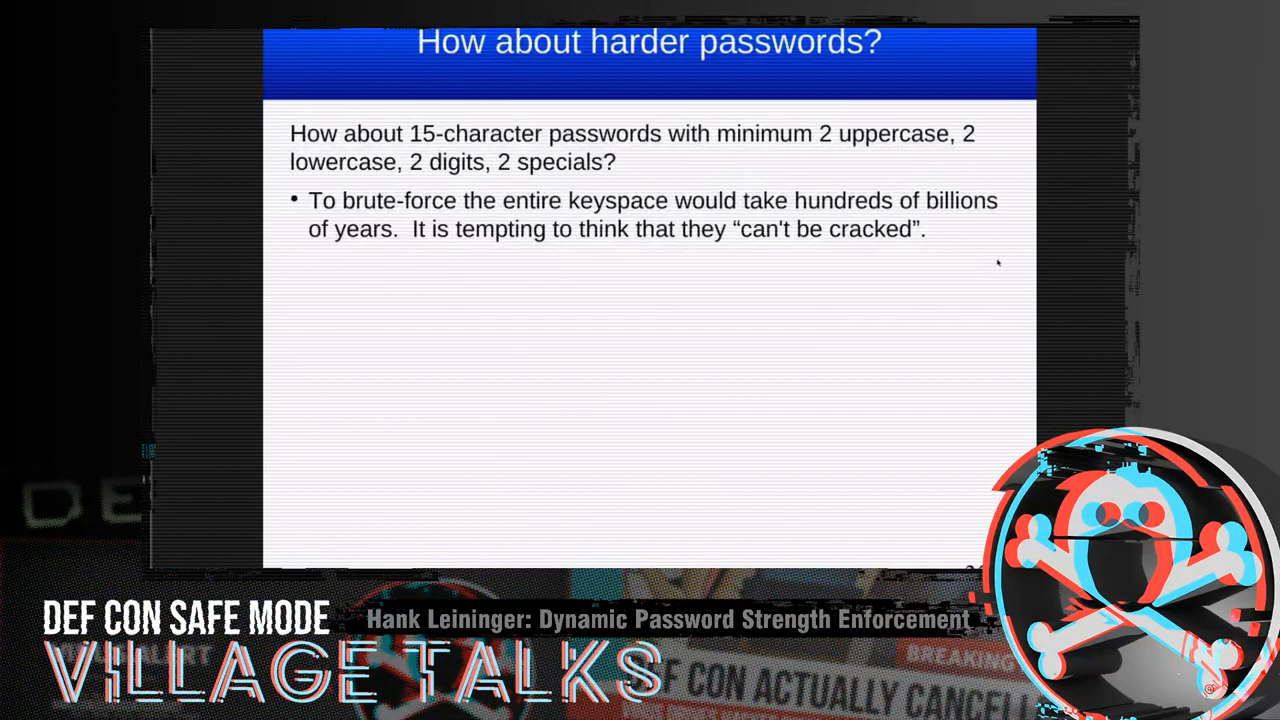 How about harder passwords?
How about 15-character passwords with minimum 2 uppercase, 2
lowercase, 2 digits, 2 specials?
• To brute-force the entire keyspace would take hundreds of billions
of years.  It is tempting to think that they “can't be cracked”.
DE
DEF CON SAFE MODE
Hank Leininger: Dynamic Password Strength Enforcement
VILLAGE TALKS
BREAKING
DEF CON ACTUALLY CANCELL